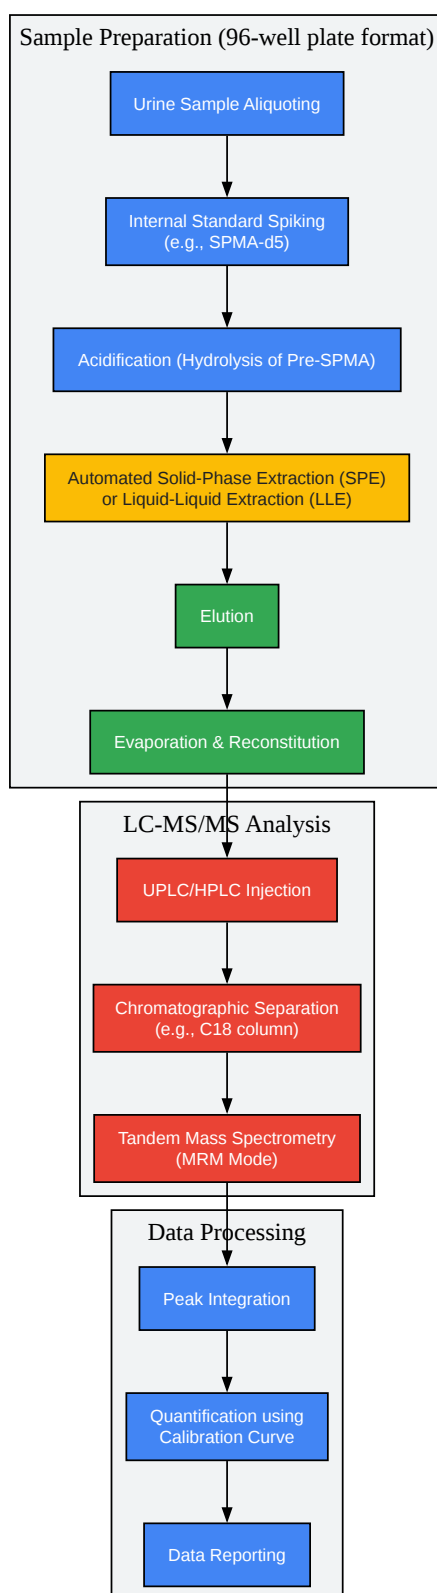 Sample Preparation (96-well plate format)
Urine Sample Aliquoting
Internal Standard Spiking
(e.g., SPMA-d5)
Acidification (Hydrolysis of Pre-SPMA)
Automated Solid-Phase Extraction (SPE)
or Liquid-Liquid Extraction (LLE)
Elution
Evaporation & Reconstitution
LC-MS/MS Analysis
UPLC/HPLC Injection
Chromatographic Separation
(e.g., C18 column)
Tandem Mass Spectrometry
(MRM Mode)
Data Processing
Peak Integration
Quantification using
Calibration Curve
Data Reporting